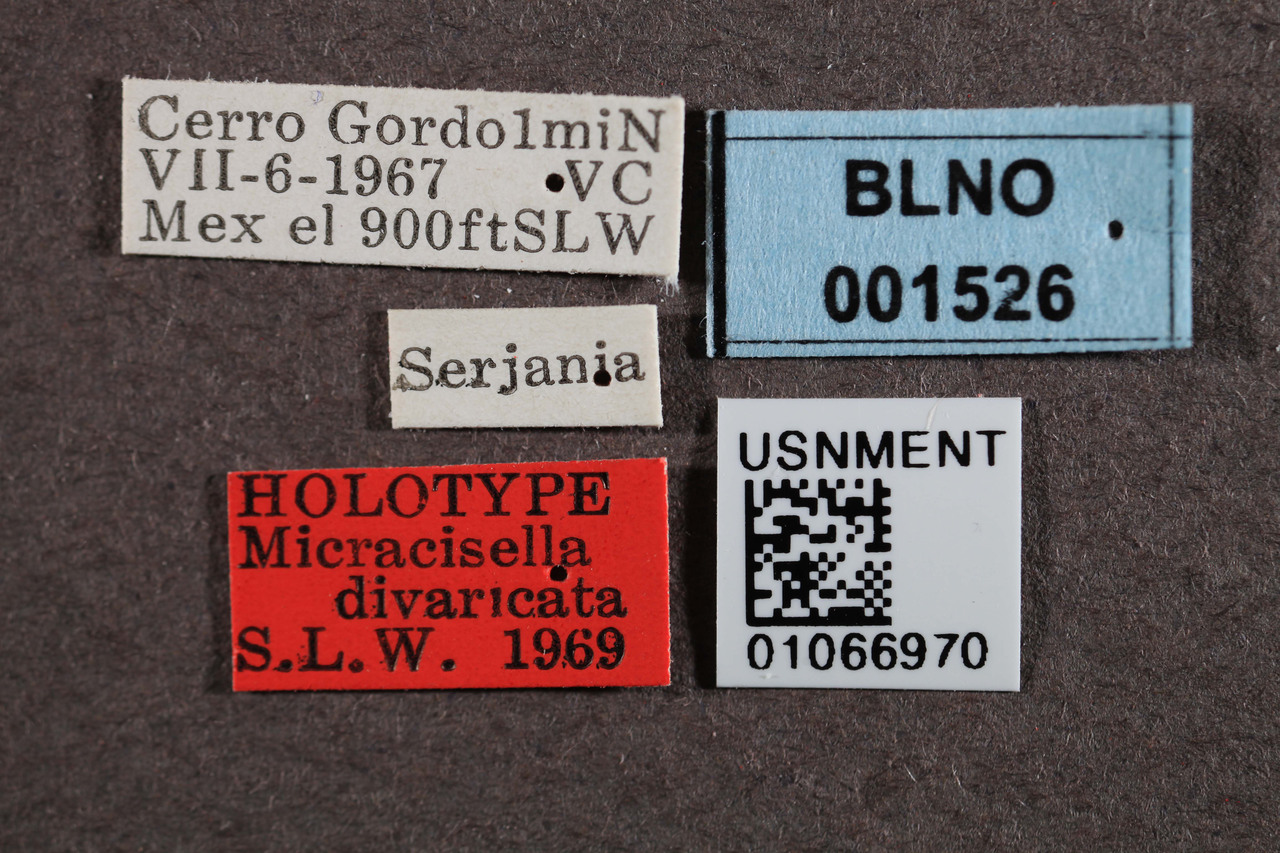 Cerro Gordo1miN
VII-6-1967 VC
Mex el 900ftSLW
BLNO
001526
Serjania
HOLOTYPE
Micracisella
divaricata
S.L.W. 1969
USNMENT
01066970